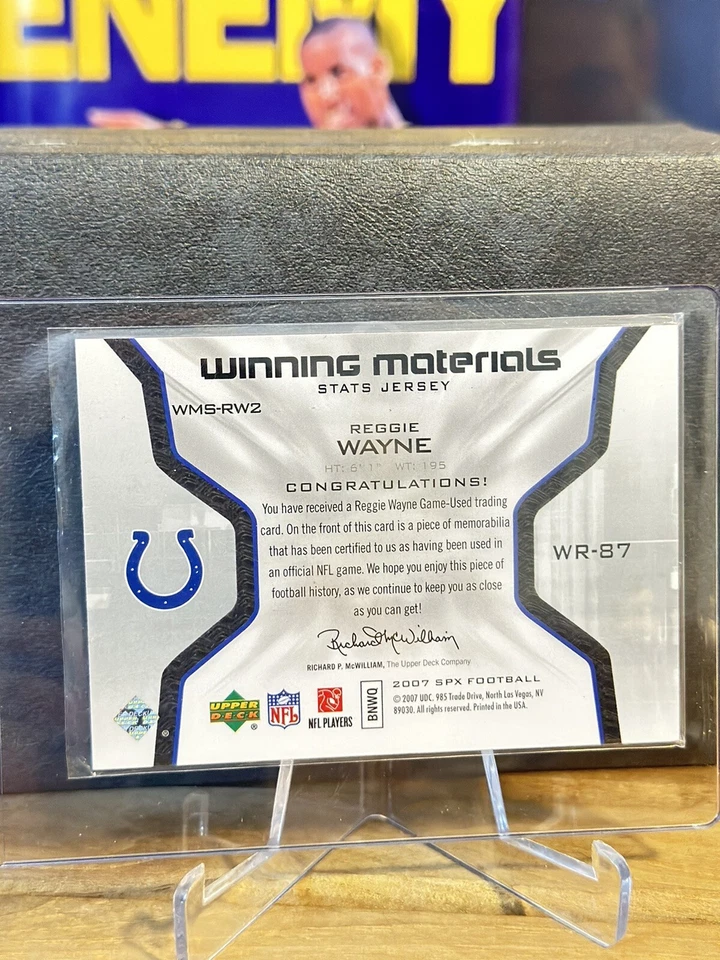 ENEMY
winning materials
STATS JERSEY
WMS-RW2
REGGIE
WAYNE
HT: 6' 1" WT: 195
CONGRATULATIONS!
You have received a Reggie Wayne Game-Used trading
card. On the front of this card is a piece of memorabilia
that has been certified to us as having been used in
an official NFL game. We hope you enjoy this piece of
football history, as we continue to keep you as close
as you can get!
WR-87
Richard P. McWilliam
RICHARD P. McWILLIAM, The Upper Deck Company
UPPER
DECK
®
NFL
NFL PLAYERS
BNWQ
2007 SPX FOOTBALL
© 2007 UDC. 985 Trade Drive, North Las Vegas, NV
89030. All rights reserved. Printed in the USA.
®